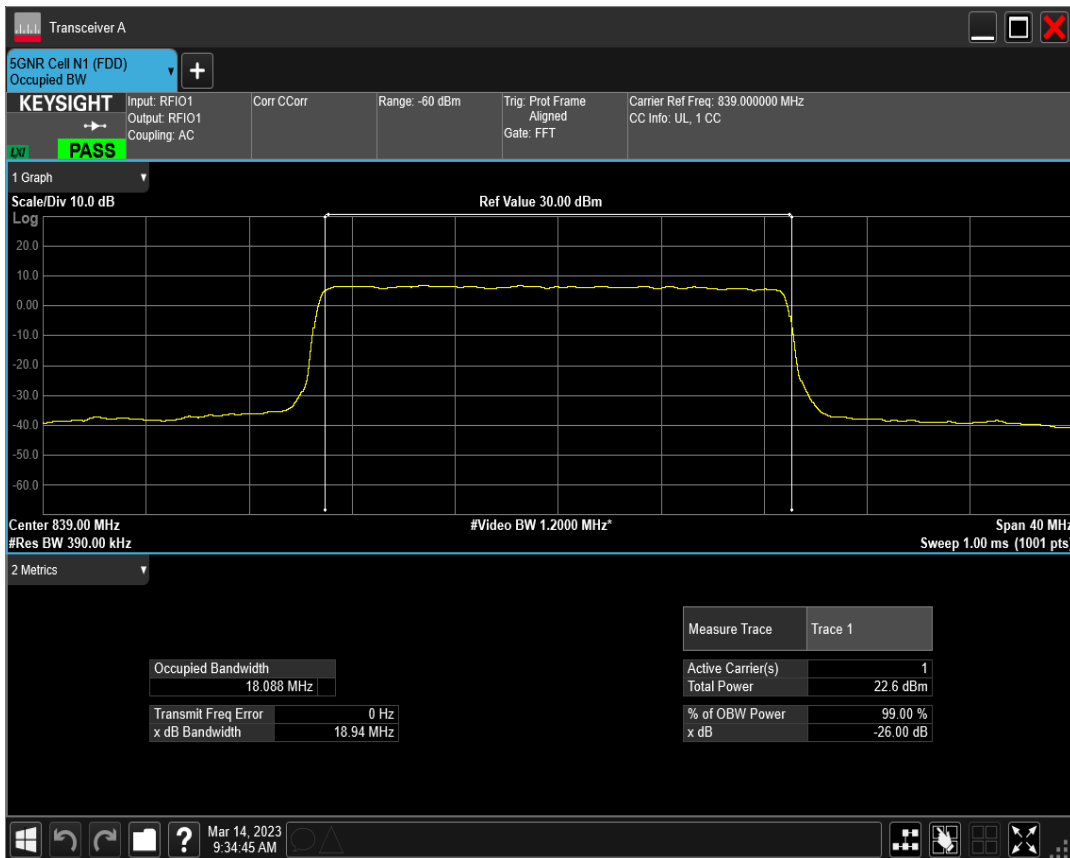 Transceiver A
5GNR Cell N1 (FDD)
Occupied BW
+
KEYSIGHT
LXI
PASS
Input: RFIO1
Output: RFIO1
Coupling: AC
Corr CCorr
Range: -60 dBm
Trig: Prot Frame
Aligned
Gate: FFT
Carrier Ref Freq: 839.000000 MHz
CC Info: UL, 1 CC
1 Graph
Scale/Div 10.0 dB
Ref Value 30.00 dBm
Log
20.0
10.0
0.00
-10.0
-20.0
-30.0
-40.0
-50.0
-60.0
Center 839.00 MHz
#Video BW 1.2000 MHz*
Span 40 MHz
#Res BW 390.00 kHz
Sweep 1.00 ms (1001 pts)
2 Metrics
Measure Trace Trace 1
Occupied Bandwidth
18.088 MHz
Active Carrier(s) 1
Total Power 22.6 dBm
Transmit Freq Error 0 Hz
x dB Bandwidth 18.94 MHz
% of OBW Power 99.00 %
x dB -26.00 dB
?
Mar 14, 2023
9:34:45 AM